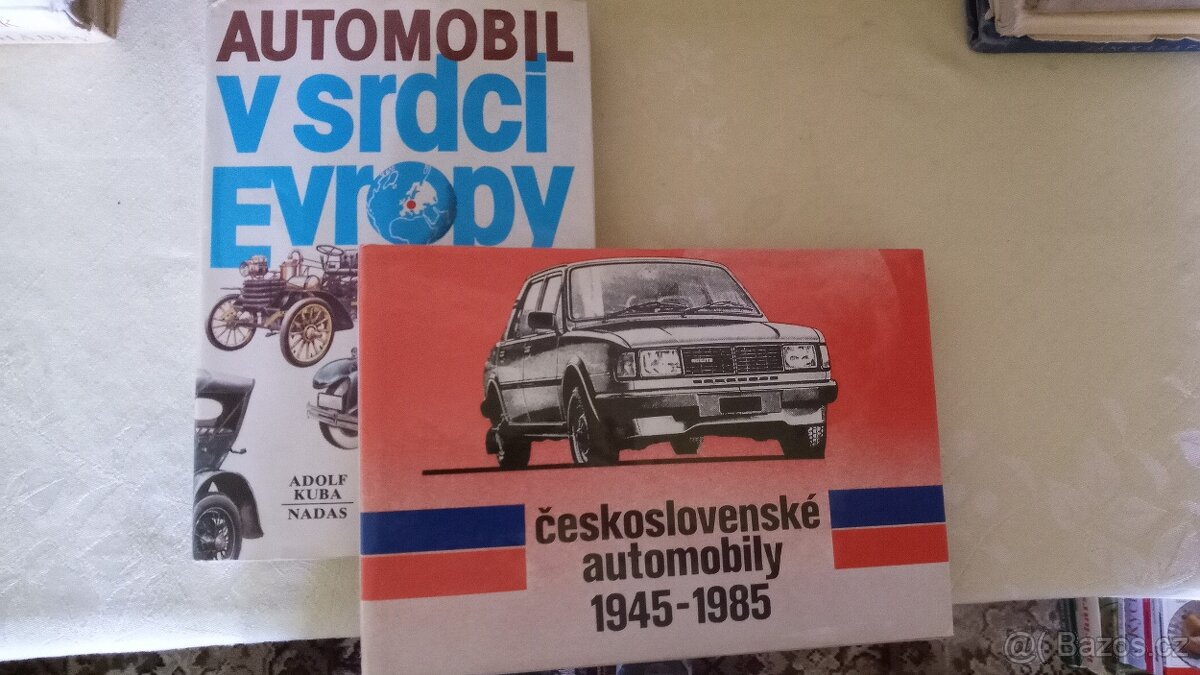 AUTOMOBIL
v srdci
Evropy
ADOLF
KUBA
NADAS
československé
automobily
1945-1985
Bazos.cz